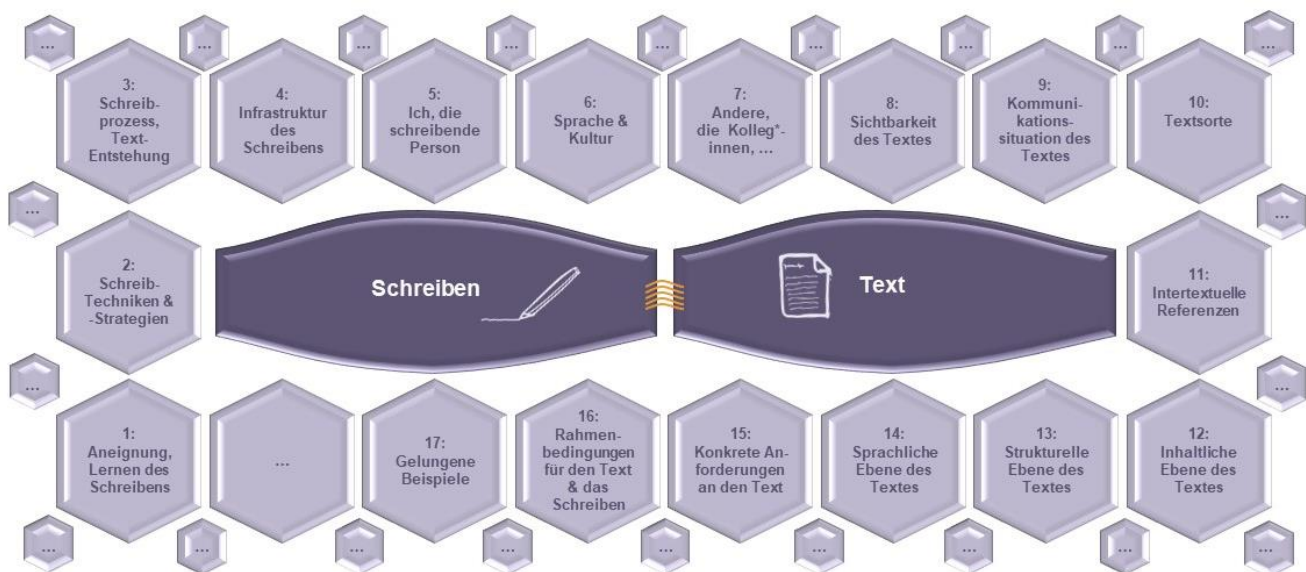 ...
...
...
...
...
...
...
...
...
3:
Schreib-
prozess,
Text-
Entstehung
4:
Infrastruktur
des
Schreibens
5:
Ich, die
schreibende
Person
6:
Sprache &
Kultur
7:
Andere,
die Kolleg*-
innen, ...
8:
Sichtbarkeit
des Textes
9:
Kommuni-
kations-
situation des
Textes
10:
Textsorte
...
...
2:
Schreib-
Techniken &
-Strategien
Schreiben
Text
11:
Intertextuelle
Referenzen
...
...
1:
Aneignung,
Lernen des
Schreibens
...
17:
Gelungene
Beispiele
16:
Rahmen-
bedingungen
für den Text
& das
Schreiben
15:
Konkrete An-
forderungen
an den Text
14:
Sprachliche
Ebene des
Textes
13:
Strukturelle
Ebene des
Textes
12:
Inhaltliche
Ebene des
Textes
...
...
...
...
...
...
...
...
...